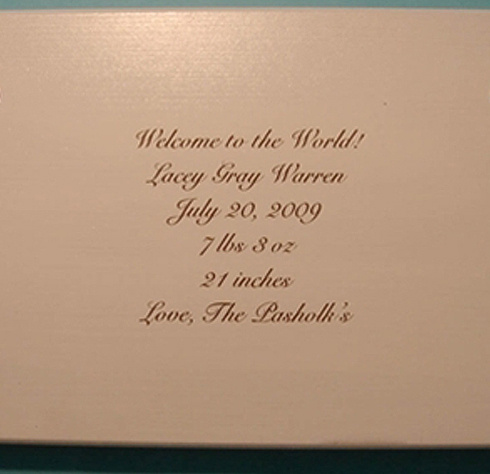 Welcome to the World!
Lacey Gray Warren
July 20, 2009
7 lbs 3 oz
21 inches
Love, The Pasholk's